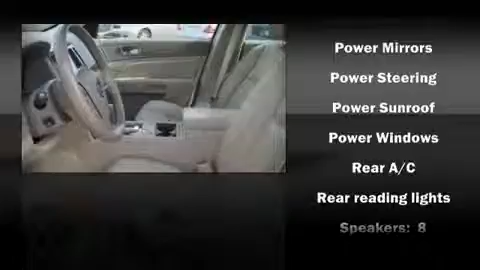 Power Mirrors
Power Steering
Power Sunroof
Power Windows
Rear A/C
Rear reading lights
Speakers: 8